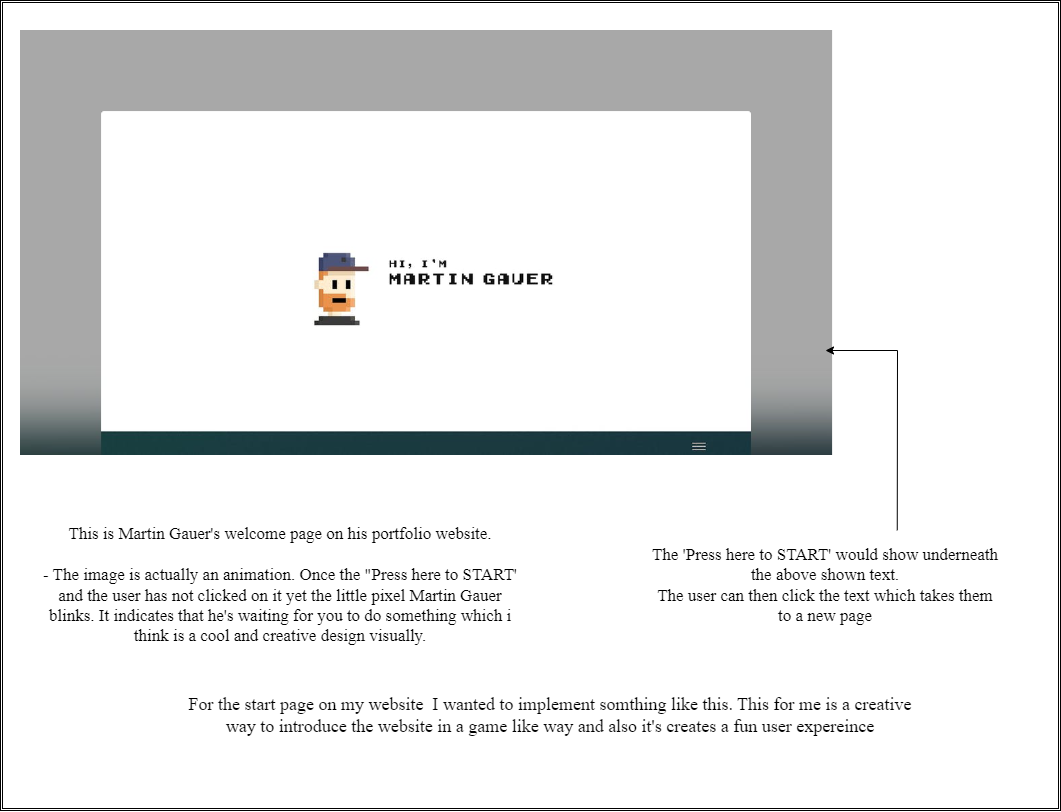 HI, I'M
MARTIN GAUER
This is Martin Gauer's welcome page on his portfolio website.
- The image is actually an animation. Once the "Press here to START'
and the user has not clicked on it yet the little pixel Martin Gauer
blinks. It indicates that he's waiting for you to do something which i
think is a cool and creative design visually.
The 'Press here to START' would show underneath
the above shown text.
The user can then click the text which takes them
to a new page
For the start page on my website  I wanted to implement somthing like this. This for me is a creative
way to introduce the website in a game like way and also it's creates a fun user expereince